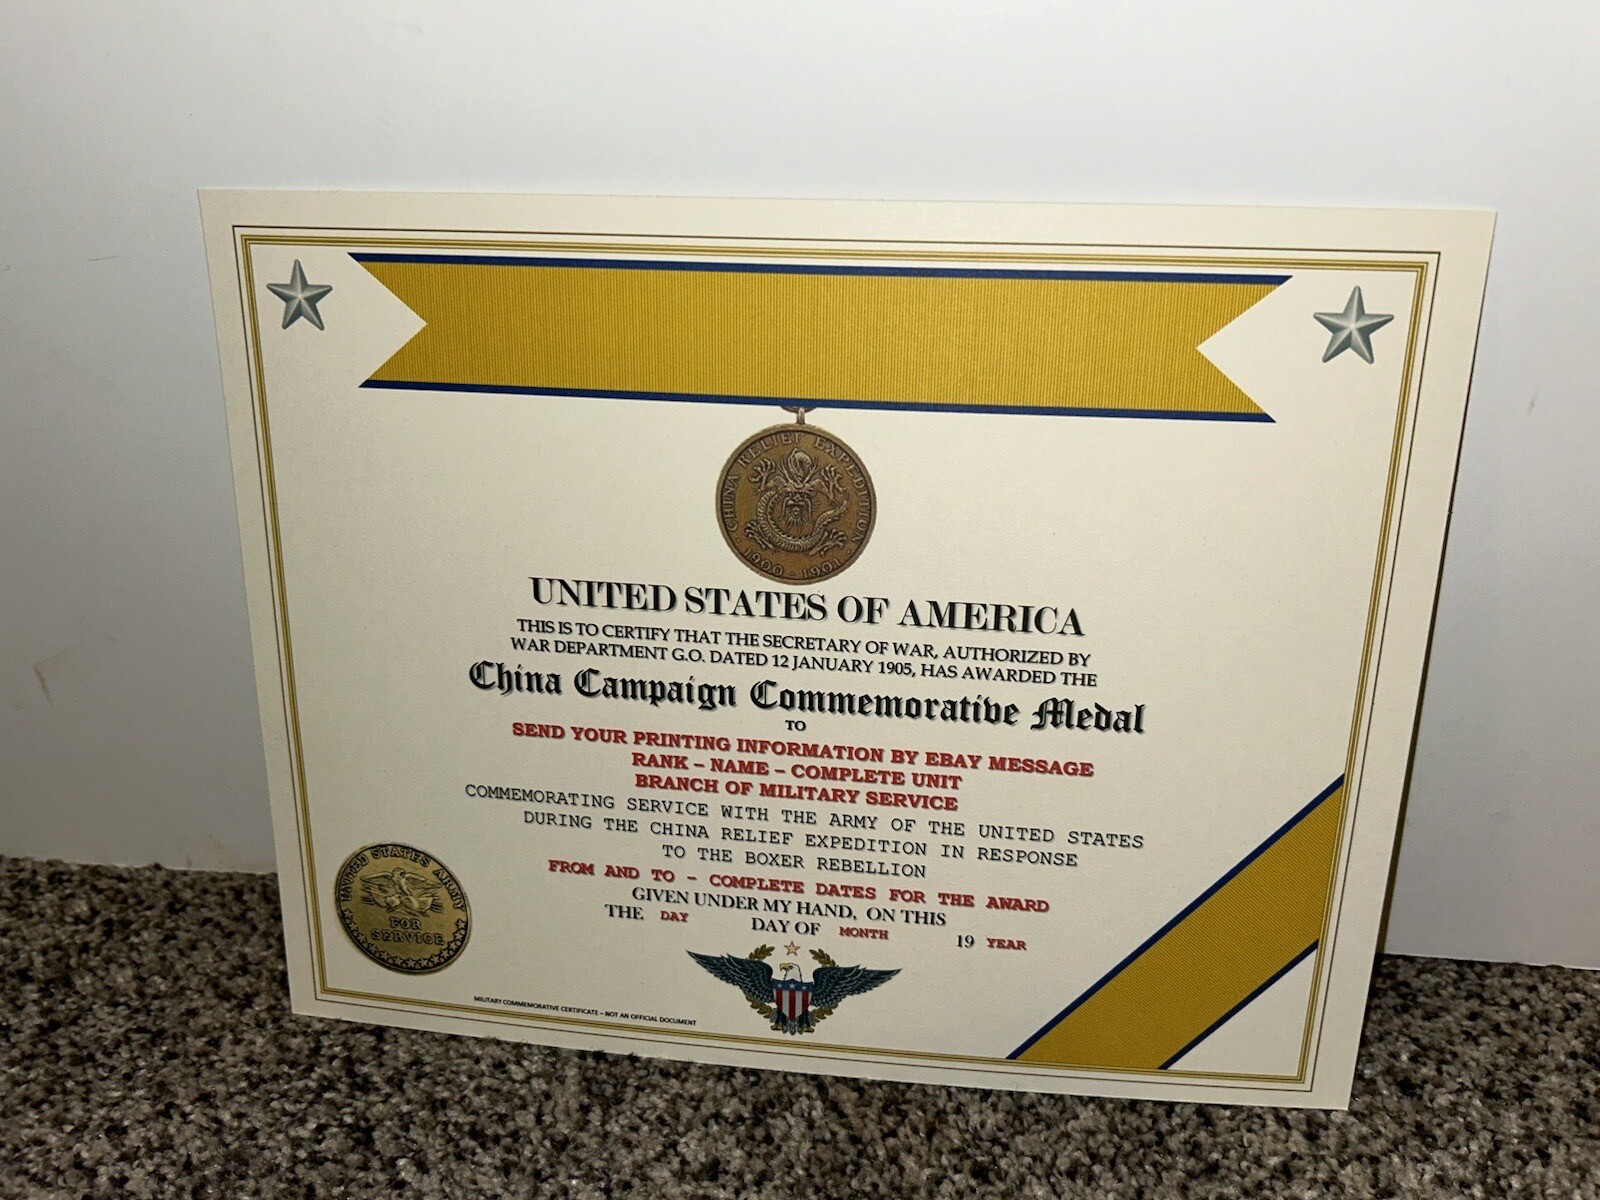 CHINA RELIEF EXPEDITION
1900 - 1901
UNITED STATES OF AMERICA
THIS IS TO CERTIFY THAT THE SECRETARY OF WAR, AUTHORIZED BY
WAR DEPARTMENT G.O. DATED 12 JANUARY 1905, HAS AWARDED THE
China Campaign Commemorative Medal
TO
SEND YOUR PRINTING INFORMATION BY EBAY MESSAGE
RANK – NAME – COMPLETE UNIT
BRANCH OF MILITARY SERVICE
COMMEMORATING SERVICE WITH THE ARMY OF THE UNITED STATES
DURING THE CHINA RELIEF EXPEDITION IN RESPONSE
TO THE BOXER REBELLION
FROM AND TO – COMPLETE DATES FOR THE AWARD
GIVEN UNDER MY HAND, ON THIS
THE DAY DAY OF MONTH 19 YEAR
UNITED STATES ARMY
FOR
SERVICE
MILITARY COMMEMORATIVE CERTIFICATE – NOT AN OFFICIAL DOCUMENT